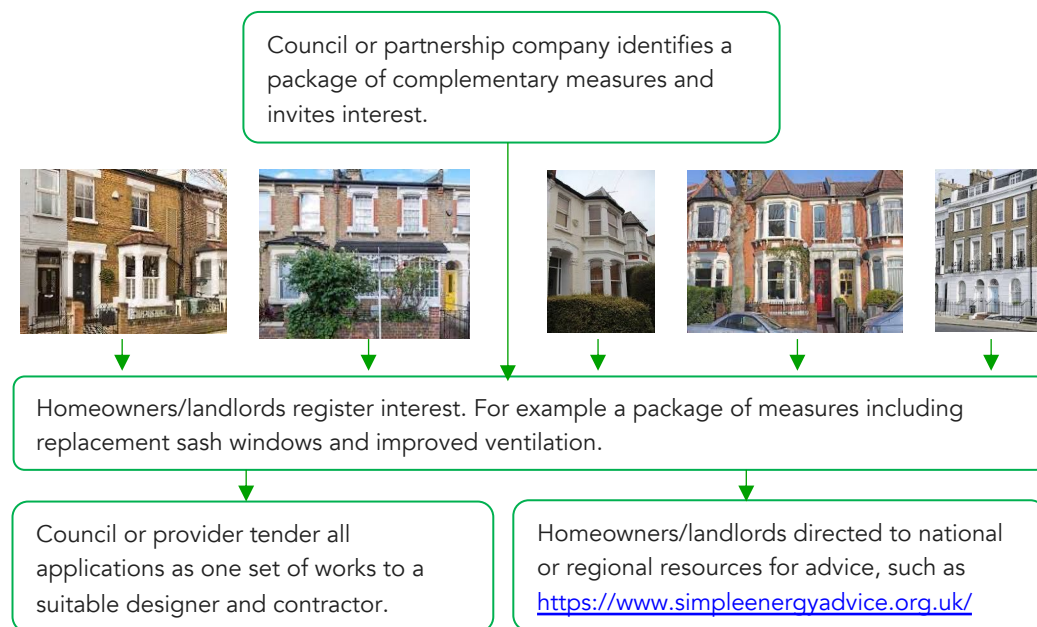 Council or partnership company identifies a
package of complementary measures and
invites interest.
Homeowners/landlords register interest. For example a package of measures including
replacement sash windows and improved ventilation.
Council or provider tender all
applications as one set of works to a
suitable designer and contractor.
Homeowners/landlords directed to national
or regional resources for advice, such as
https://www.simpleenergyadvice.org.uk/